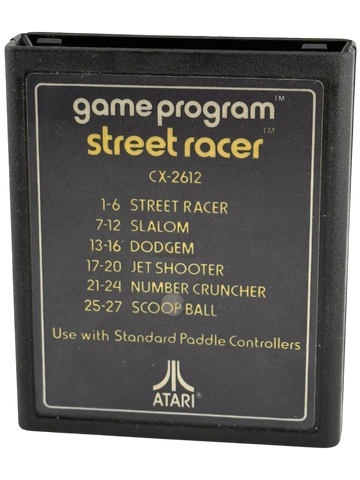 game program™
street racer™
CX-2612
1-6 STREET RACER
7-12 SLALOM
13-16 DODGEM
17-20 JET SHOOTER
21-24 NUMBER CRUNCHER
25-27 SCOOP BALL
Use with Standard Paddle Controllers
ATARI®